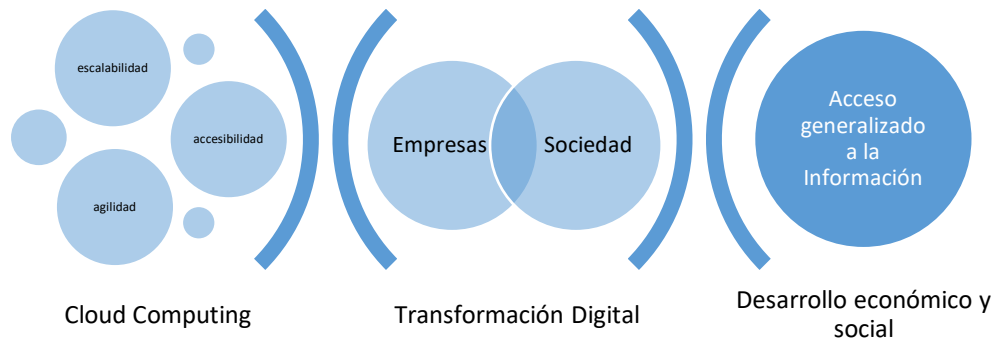 escalabilidad
accesibilidad
agilidad
Cloud Computing
Empresas
Sociedad
Transformación Digital
Acceso
generalizado
a la
Información
Desarrollo económico y
social